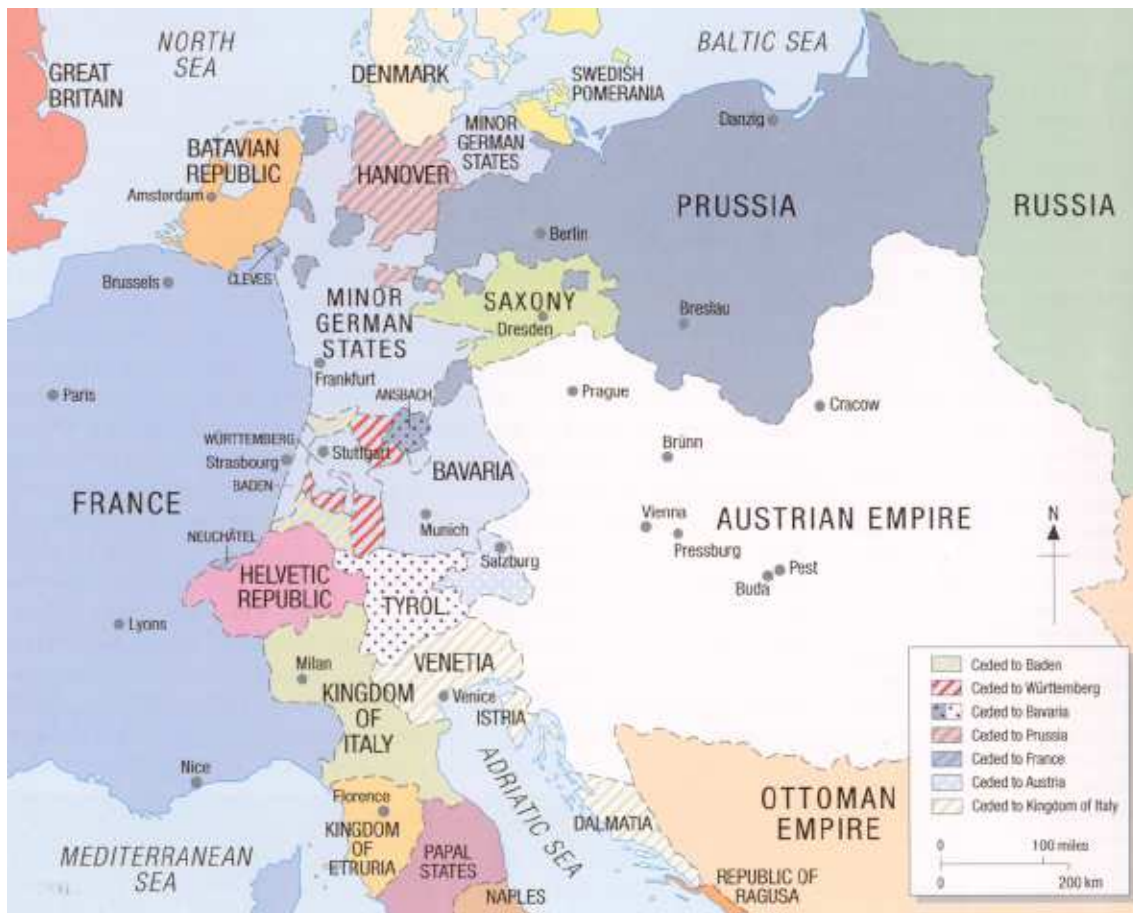 NORTH
SEA
BALTIC SEA
GREAT
BRITAIN
DENMARK
SWEDISH
POMERANIA
MINOR
GERMAN
STATES
Danzig
BATAVIAN
REPUBLIC
HANOVER
Amsterdam
PRUSSIA
RUSSIA
Berlin
CLEVES
Brussels
MINOR
GERMAN
STATES
SAXONY
Dresden
Breslau
Frankfurt
Paris
ANSBACH
Prague
Cracow
WÜRTTEMBERG
Stuttgart
Strasbourg
BADEN
BAVARIA
Brünn
FRANCE
Munich
Vienna
AUSTRIAN EMPIRE
Pressburg
N
NEUCHÂTEL
Salzburg
HELVETIC
REPUBLIC
Pest
Buda
TYROL
Lyons
Milan
VENETIA
Venice
ISTRIA
KINGDOM
OF
ITALY
Nice
ADRIATIC SEA
Florence
KINGDOM
OF
ETRURIA
DALMATIA
OTTOMAN
EMPIRE
MEDITERRANEAN
SEA
PAPAL
STATES
NAPLES
REPUBLIC OF
RAGUSA
Ceded to Baden
Ceded to Württemberg
Ceded to Bavaria
Ceded to Prussia
Ceded to France
Ceded to Austria
Ceded to Kingdom of Italy
0 100 miles
0 200 km